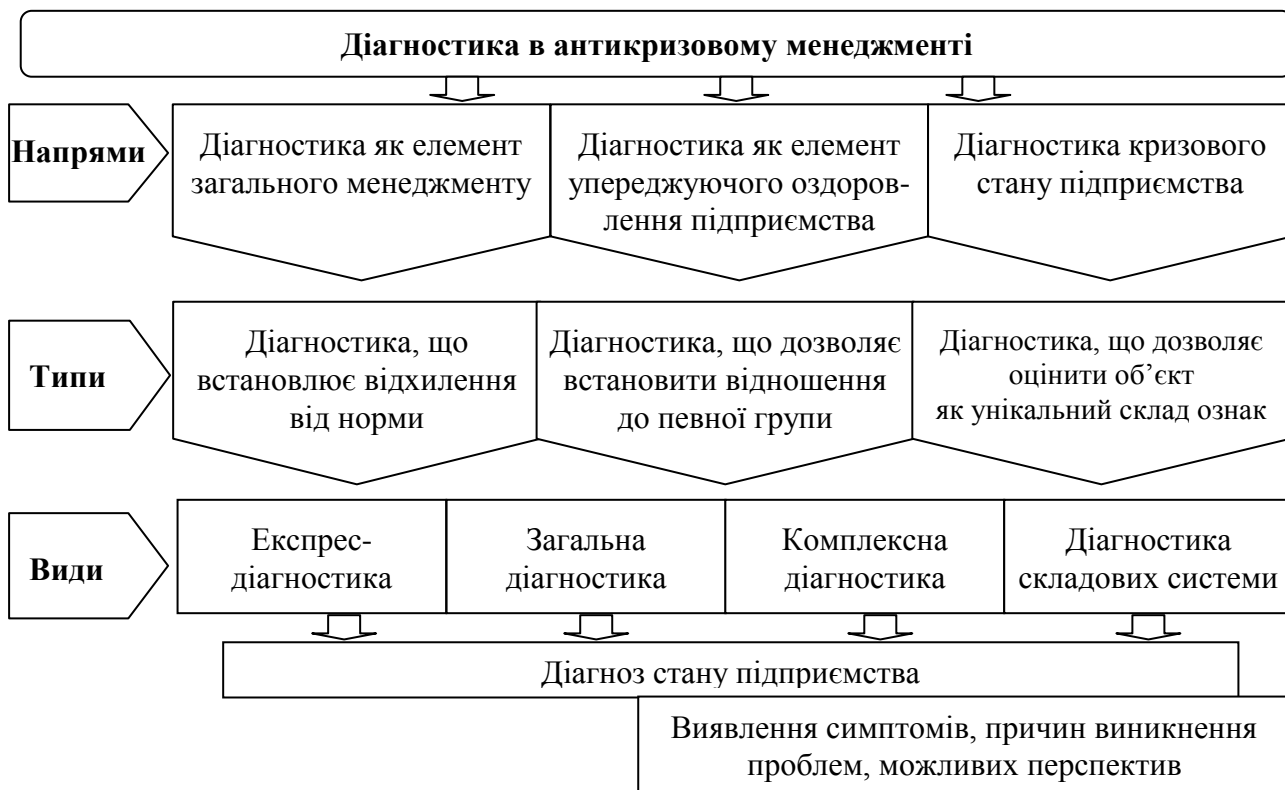 Діагностика в антикризовому менеджменті
Напрями
Діагностика як елемент
загального менеджменту
Діагностика як елемент
упереджуючого оздоров-
лення підприємства
Діагностика кризового
стану підприємства
Типи
Діагностика, що
встановлює відхилення
від норми
Діагностика, що дозволяє
встановити відношення
до певної групи
Діагностика, що дозволяє
оцінити об’єкт
як унікальний склад ознак
Види
Експрес-
діагностика
Загальна
діагностика
Комплексна
діагностика
Діагностика
складових системи
Діагноз стану підприємства
Виявлення симптомів, причин виникнення
проблем, можливих перспектив